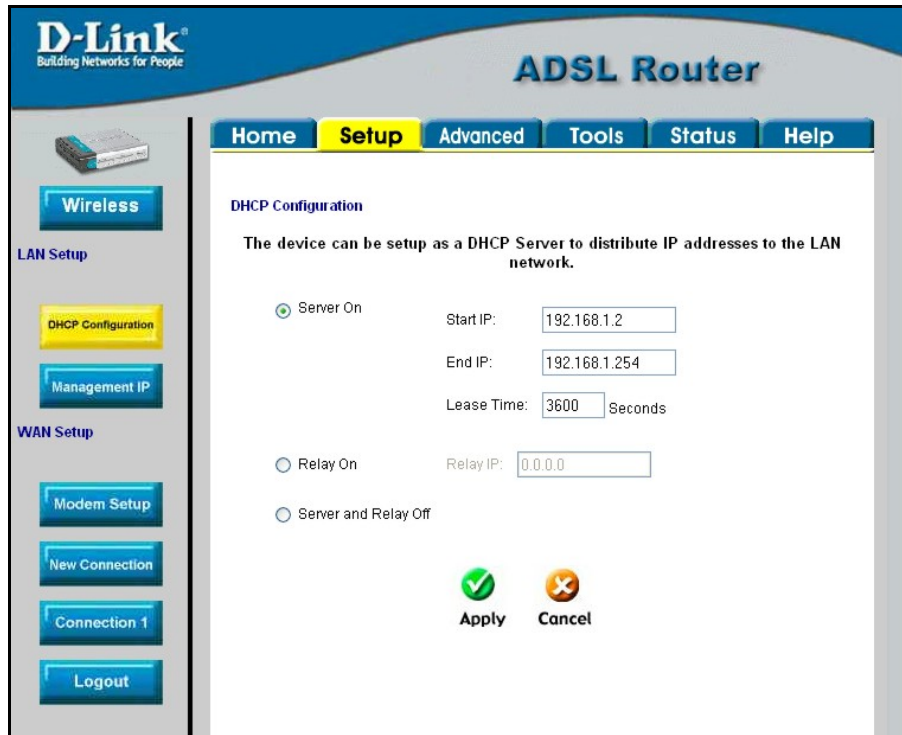 D-Link®
Building Networks for People
ADSL Router
Home Setup Advanced Tools Status Help
Wireless
LAN Setup
DHCP Configuration
Management IP
WAN Setup
Modem Setup
New Connection
Connection 1
Logout
DHCP Configuration
The device can be setup as a DHCP Server to distribute IP addresses to the LAN
network.
Server On
Start IP: 192.168.1.2
End IP: 192.168.1.254
Lease Time: 3600 Seconds
Relay On Relay IP: 0.0.0.0
Server and Relay Off
Apply Cancel